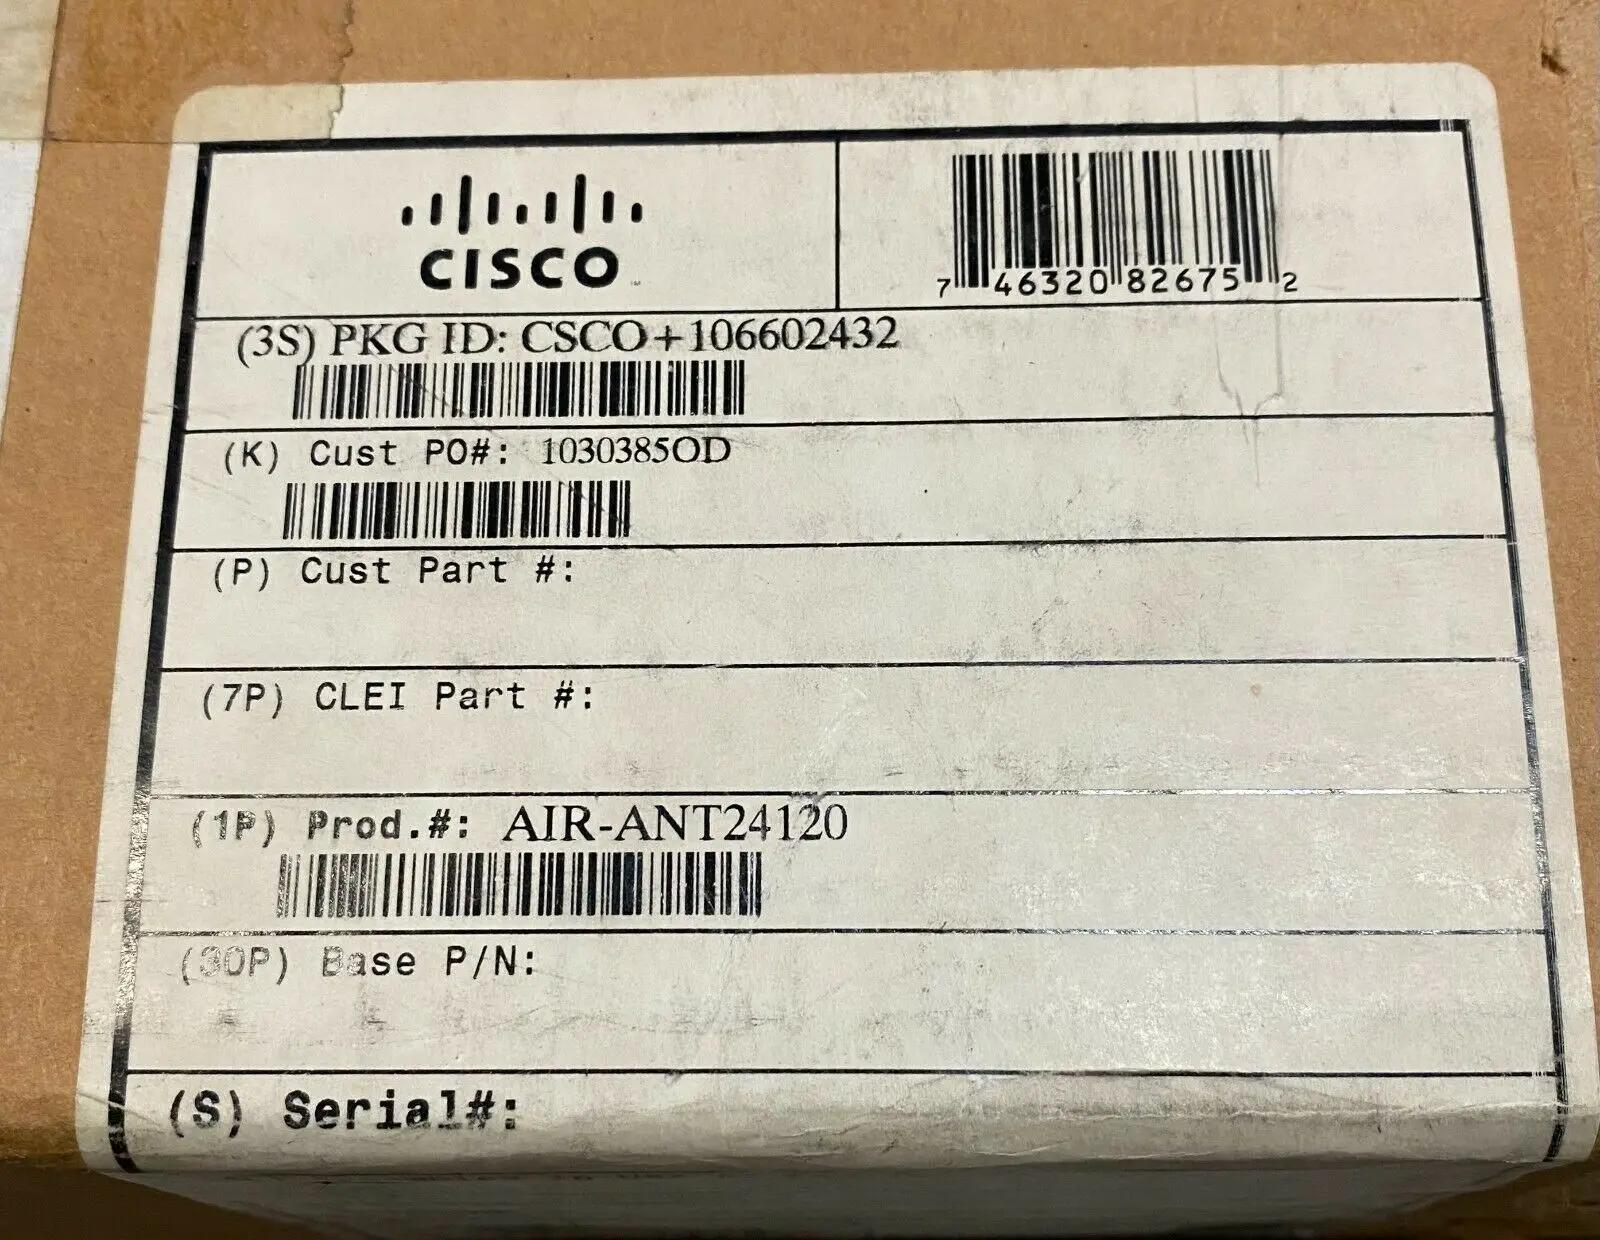 CISCO
7 46320 82675 2
(3S) PKG ID: CSCO+106602432
(K) Cust PO#: 1030385OD
(P) Cust Part #:
(7P) CLEI Part #:
(1P) Prod.#: AIR-ANT24120
(30P) Base P/N:
(S) Serial#: